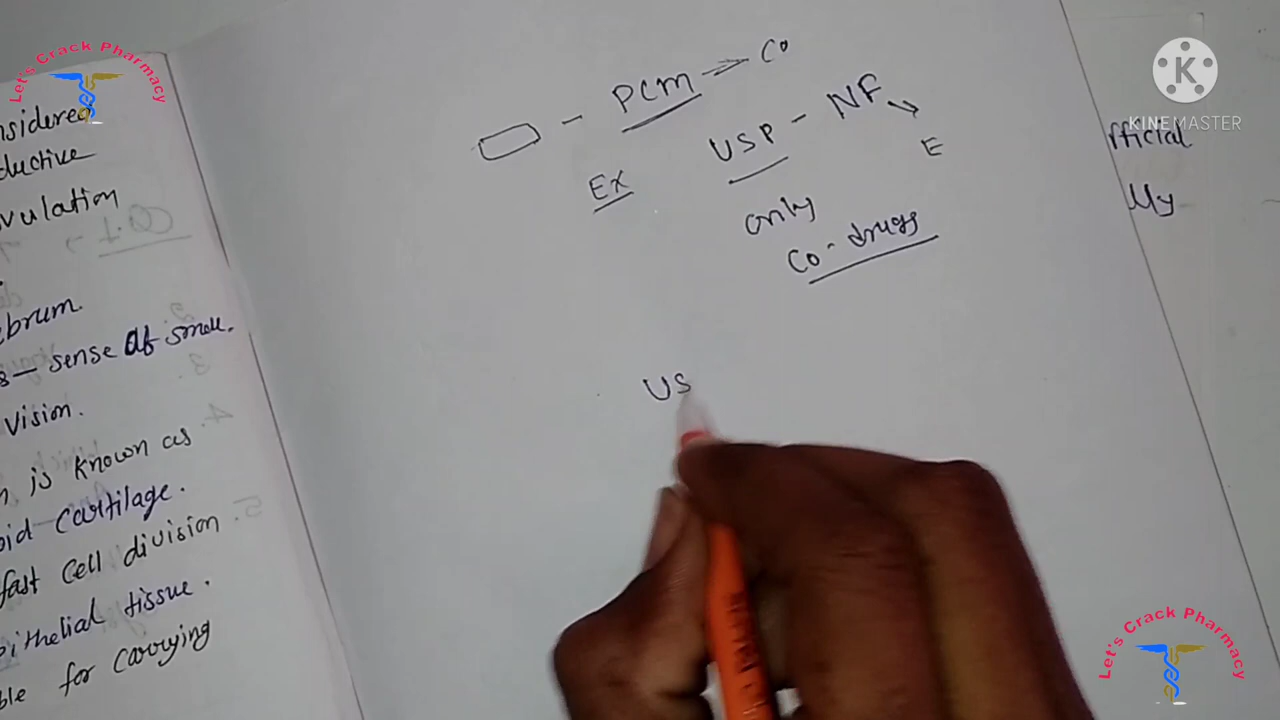 Let's Crack Pharmacy
KINEMASTER
nsidered
ductive
vulation
ebrum.
s - sense of smell.
vision.
n is known as
oid cartilage.
fast cell division
pithelial tissue.
ble for carrying
PCM → Co
Ex
USP - NF
E
only
Co - drugs
US
fficial
Let's Crack Pharmacy